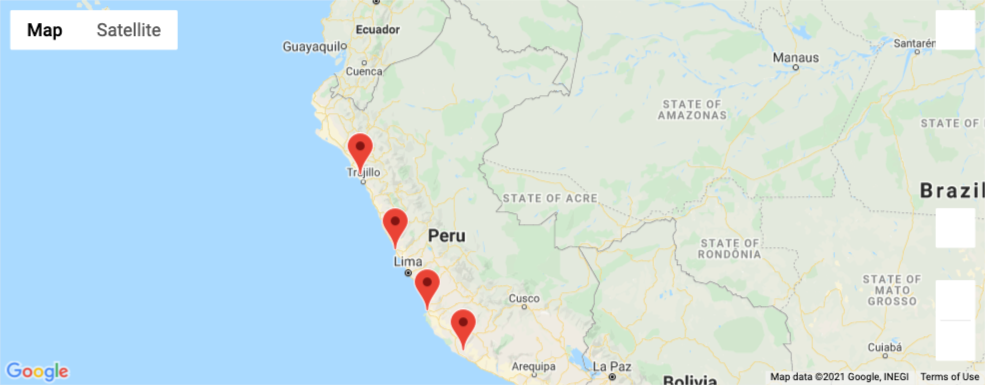 Map Satellite
Ecuador
Guayaquil
Cuenca
Manaus
Santarén
STATE OF
AMAZONAS
STATE OF
Trujillo
STATE OF ACRE
Brazil
Peru
STATE OF
RONDÔNIA
Lima
STATE OF
MATO
GROSSO
Cusco
Cuiabá
Arequipa
La Paz
Bolivia
Google
Map data ©2021 Google, INEGI Terms of Use